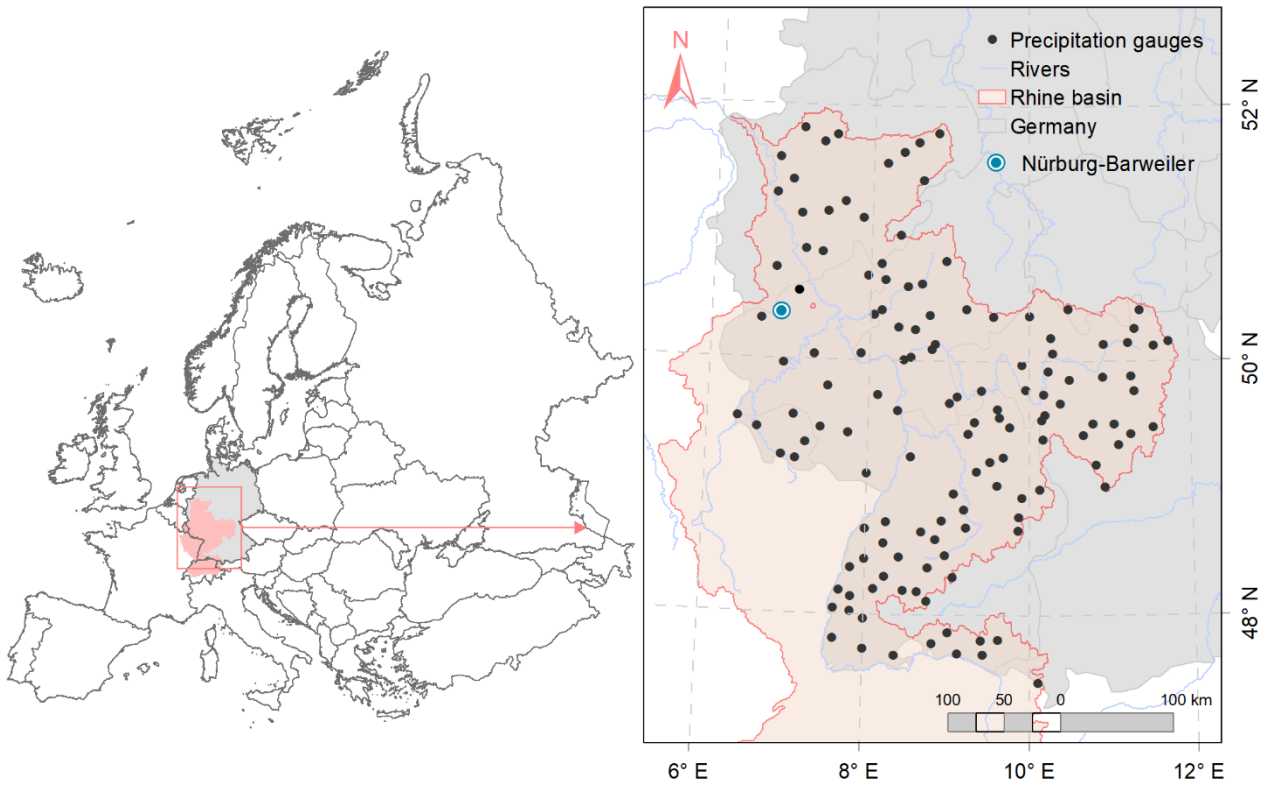 N
Precipitation gauges
Rivers
Rhine basin
Germany
Nürburg-Barweiler
52° N
50° N
48° N
100 50 0 100 km
6° E 8° E 10° E 12° E